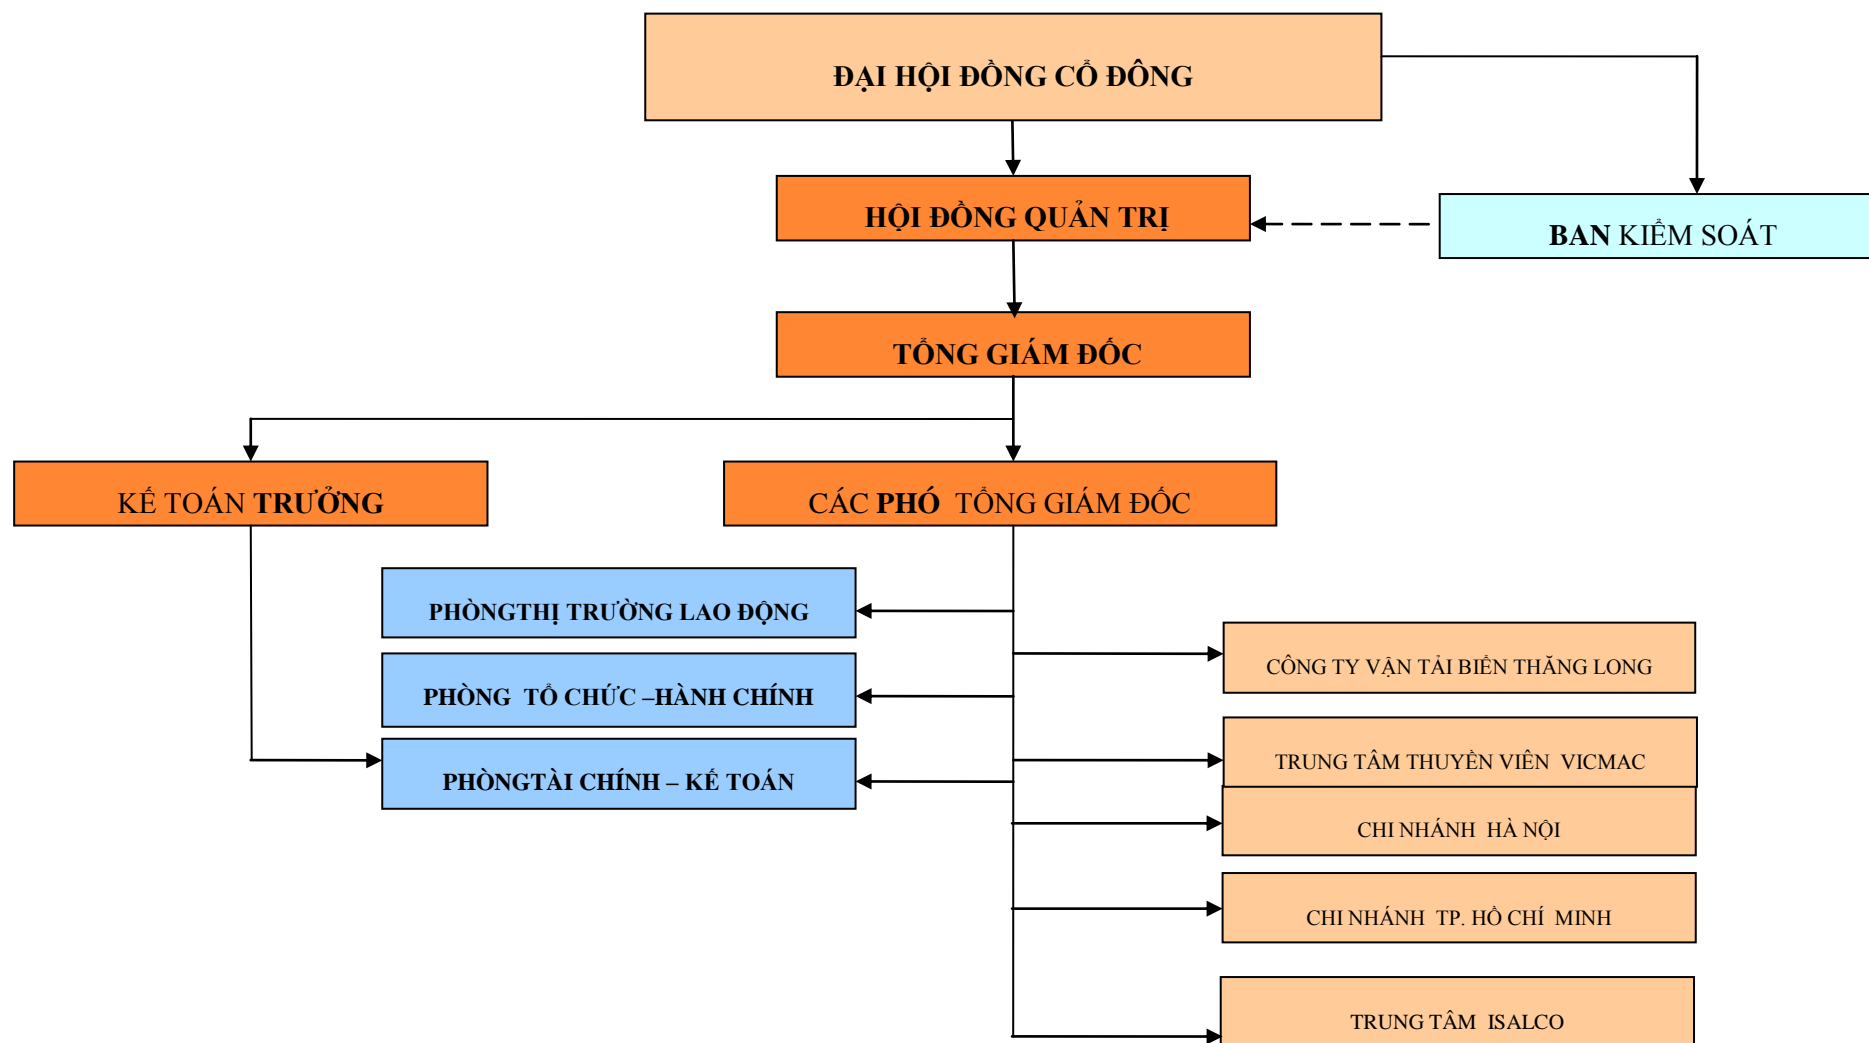 ĐẠI HỘI ĐỒNG CỔ ĐÔNG
HỘI ĐỒNG QUẢN TRỊ
BAN KIỂM SOÁT
TỔNG GIÁM ĐỐC
KẾ TOÁN TRƯỞNG
CÁC PHÓ TỔNG GIÁM ĐỐC
PHÒNGTHỊ TRƯỜNG LAO ĐỘNG
CÔNG TY VẬN TẢI BIỂN THĂNG LONG
PHÒNG TỔ CHỨC –HÀNH CHÍNH
PHÒNGTÀI CHÍNH – KẾ TOÁN
TRUNG TÂM THUYỀN VIÊN VICMAC
CHI NHÁNH HÀ NỘI
CHI NHÁNH TP. HỒ CHÍ MINH
TRUNG TÂM ISALCO